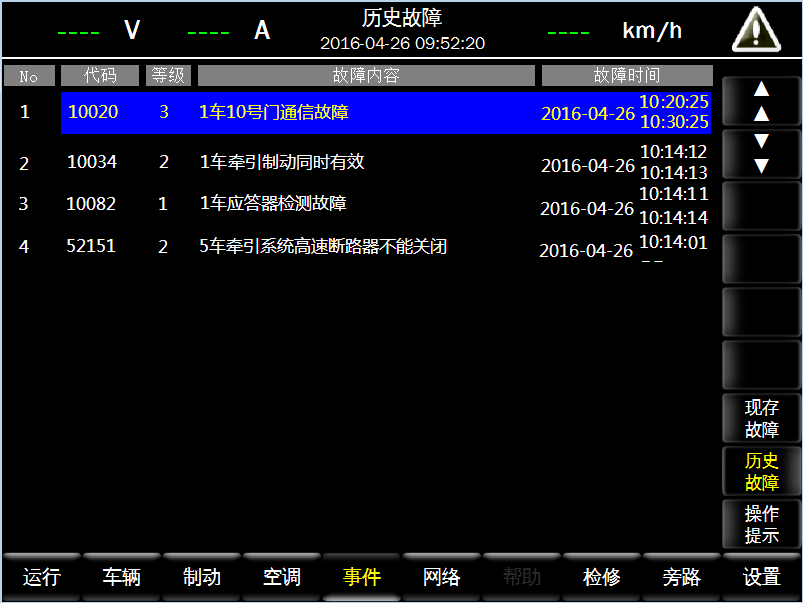 ---- V ---- A 历史故障 ---- km/h
2016-04-26 09:52:20
No 代码 等级 故障内容 故障时间
1 10020 3 1车10号门通信故障 2016-04-26 10:20:25
10:30:25
2 10034 2 1车牵引制动同时有效 2016-04-26 10:14:12
10:14:13
3 10082 1 1车应答器检测故障 2016-04-26 10:14:11
10:14:14
4 52151 2 5车牵引系统高速断路器不能关闭 2016-04-26 10:14:01
--
现存
故障
历史
故障
操作
提示
运行 车辆 制动 空调 事件 网络 帮助 检修 旁路 设置